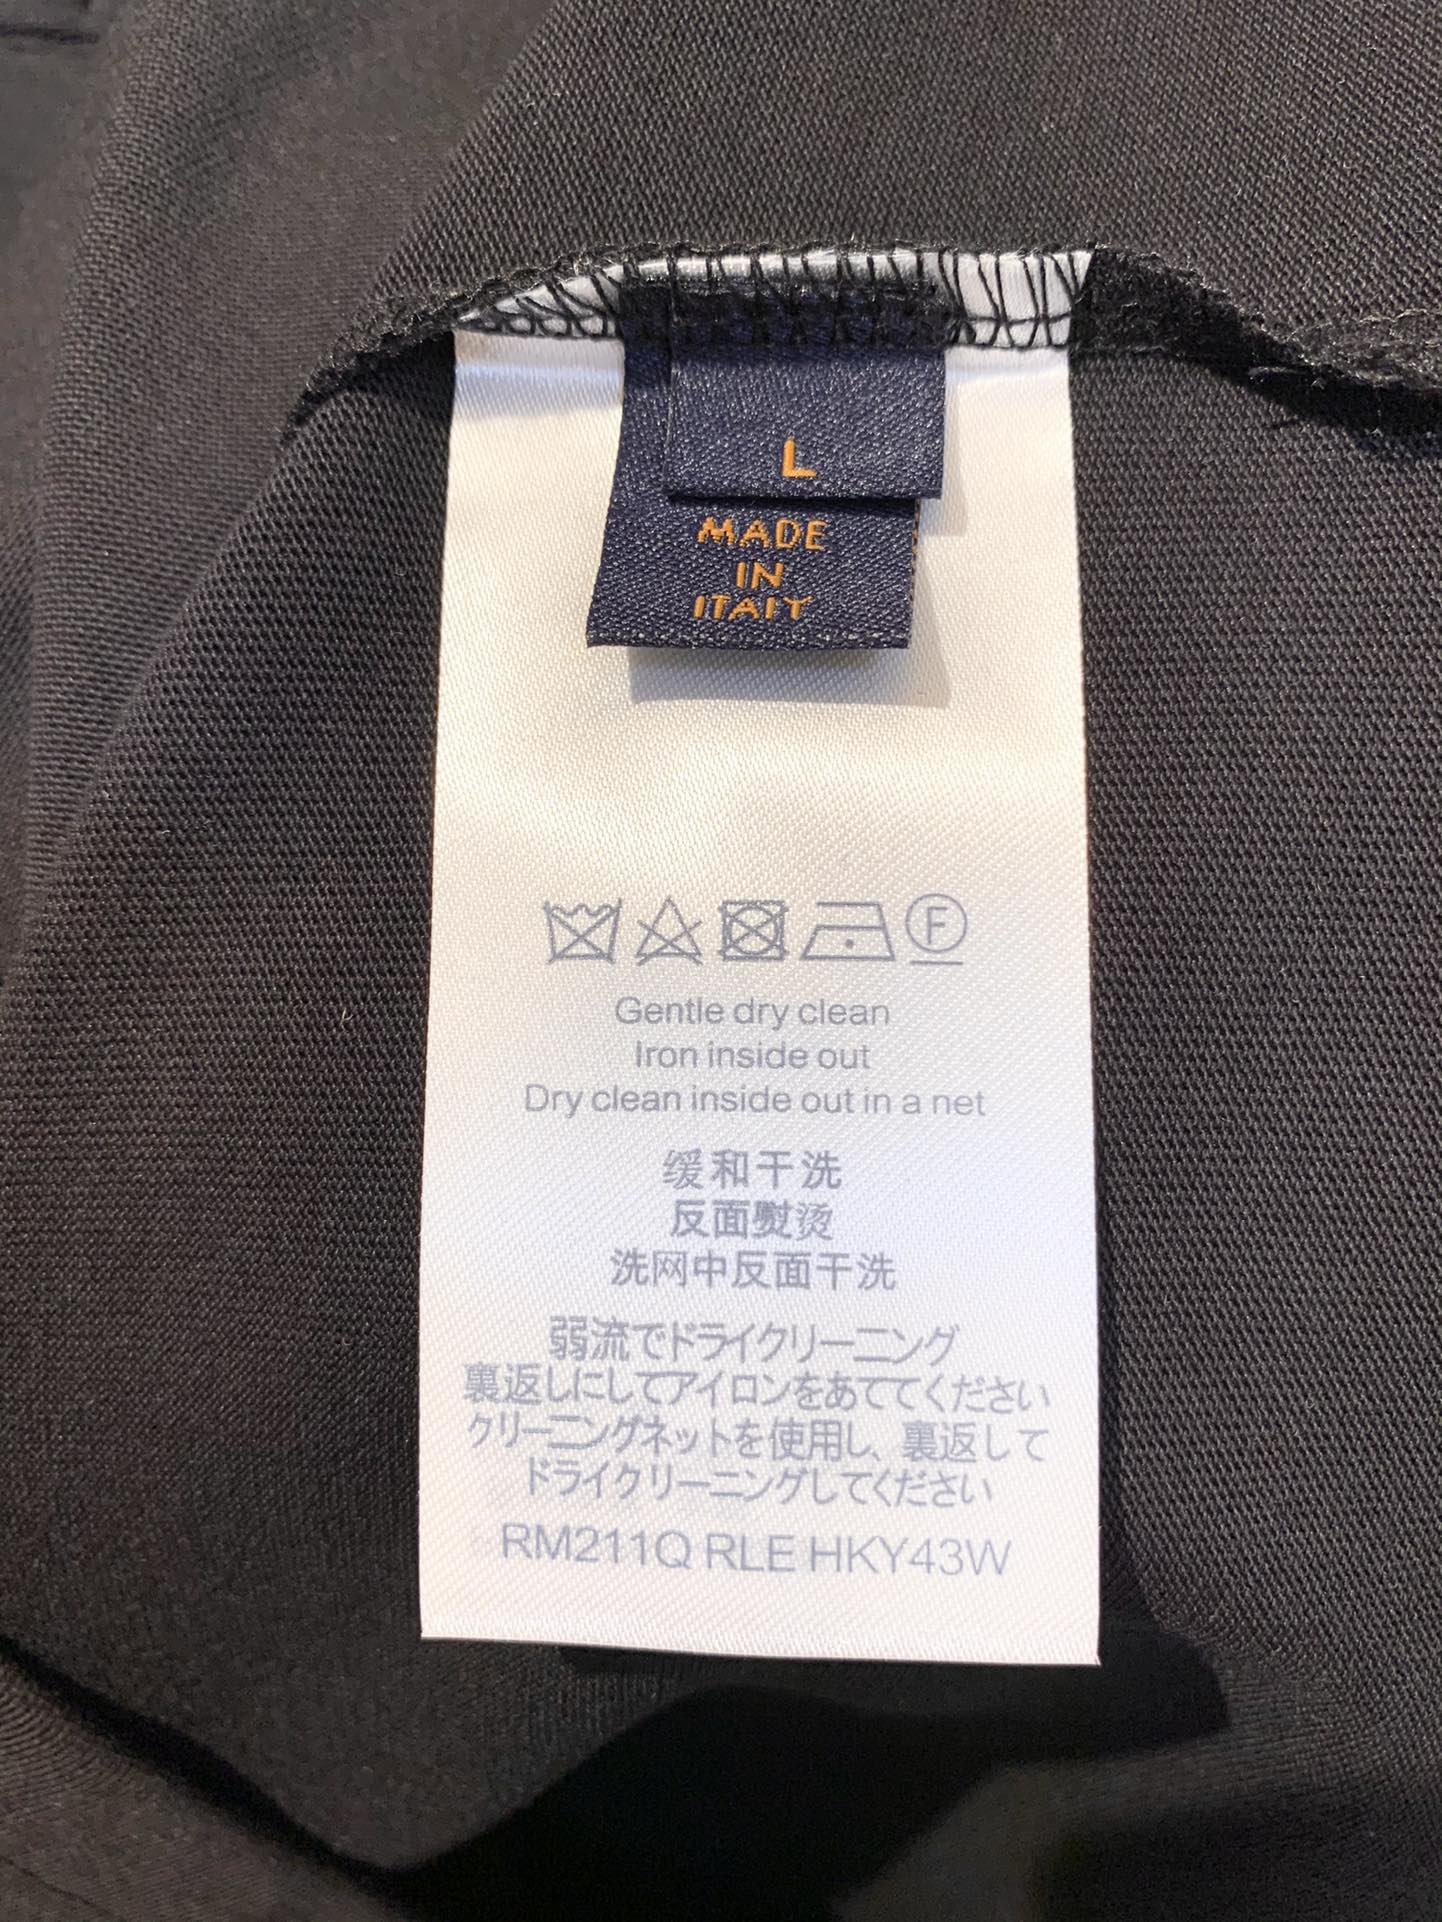 L
MADE
IN
ITALY
F
Gentle dry clean
Iron inside out
Dry clean inside out in a net
缓和干洗
反面熨烫
洗网中反面干洗
弱流でドライクリーニング
裏返しにしてアイロンをあててください
クリーニングネットを使用し、裏返して
ドライクリーニングしてください
RM211Q RLE HKY43W